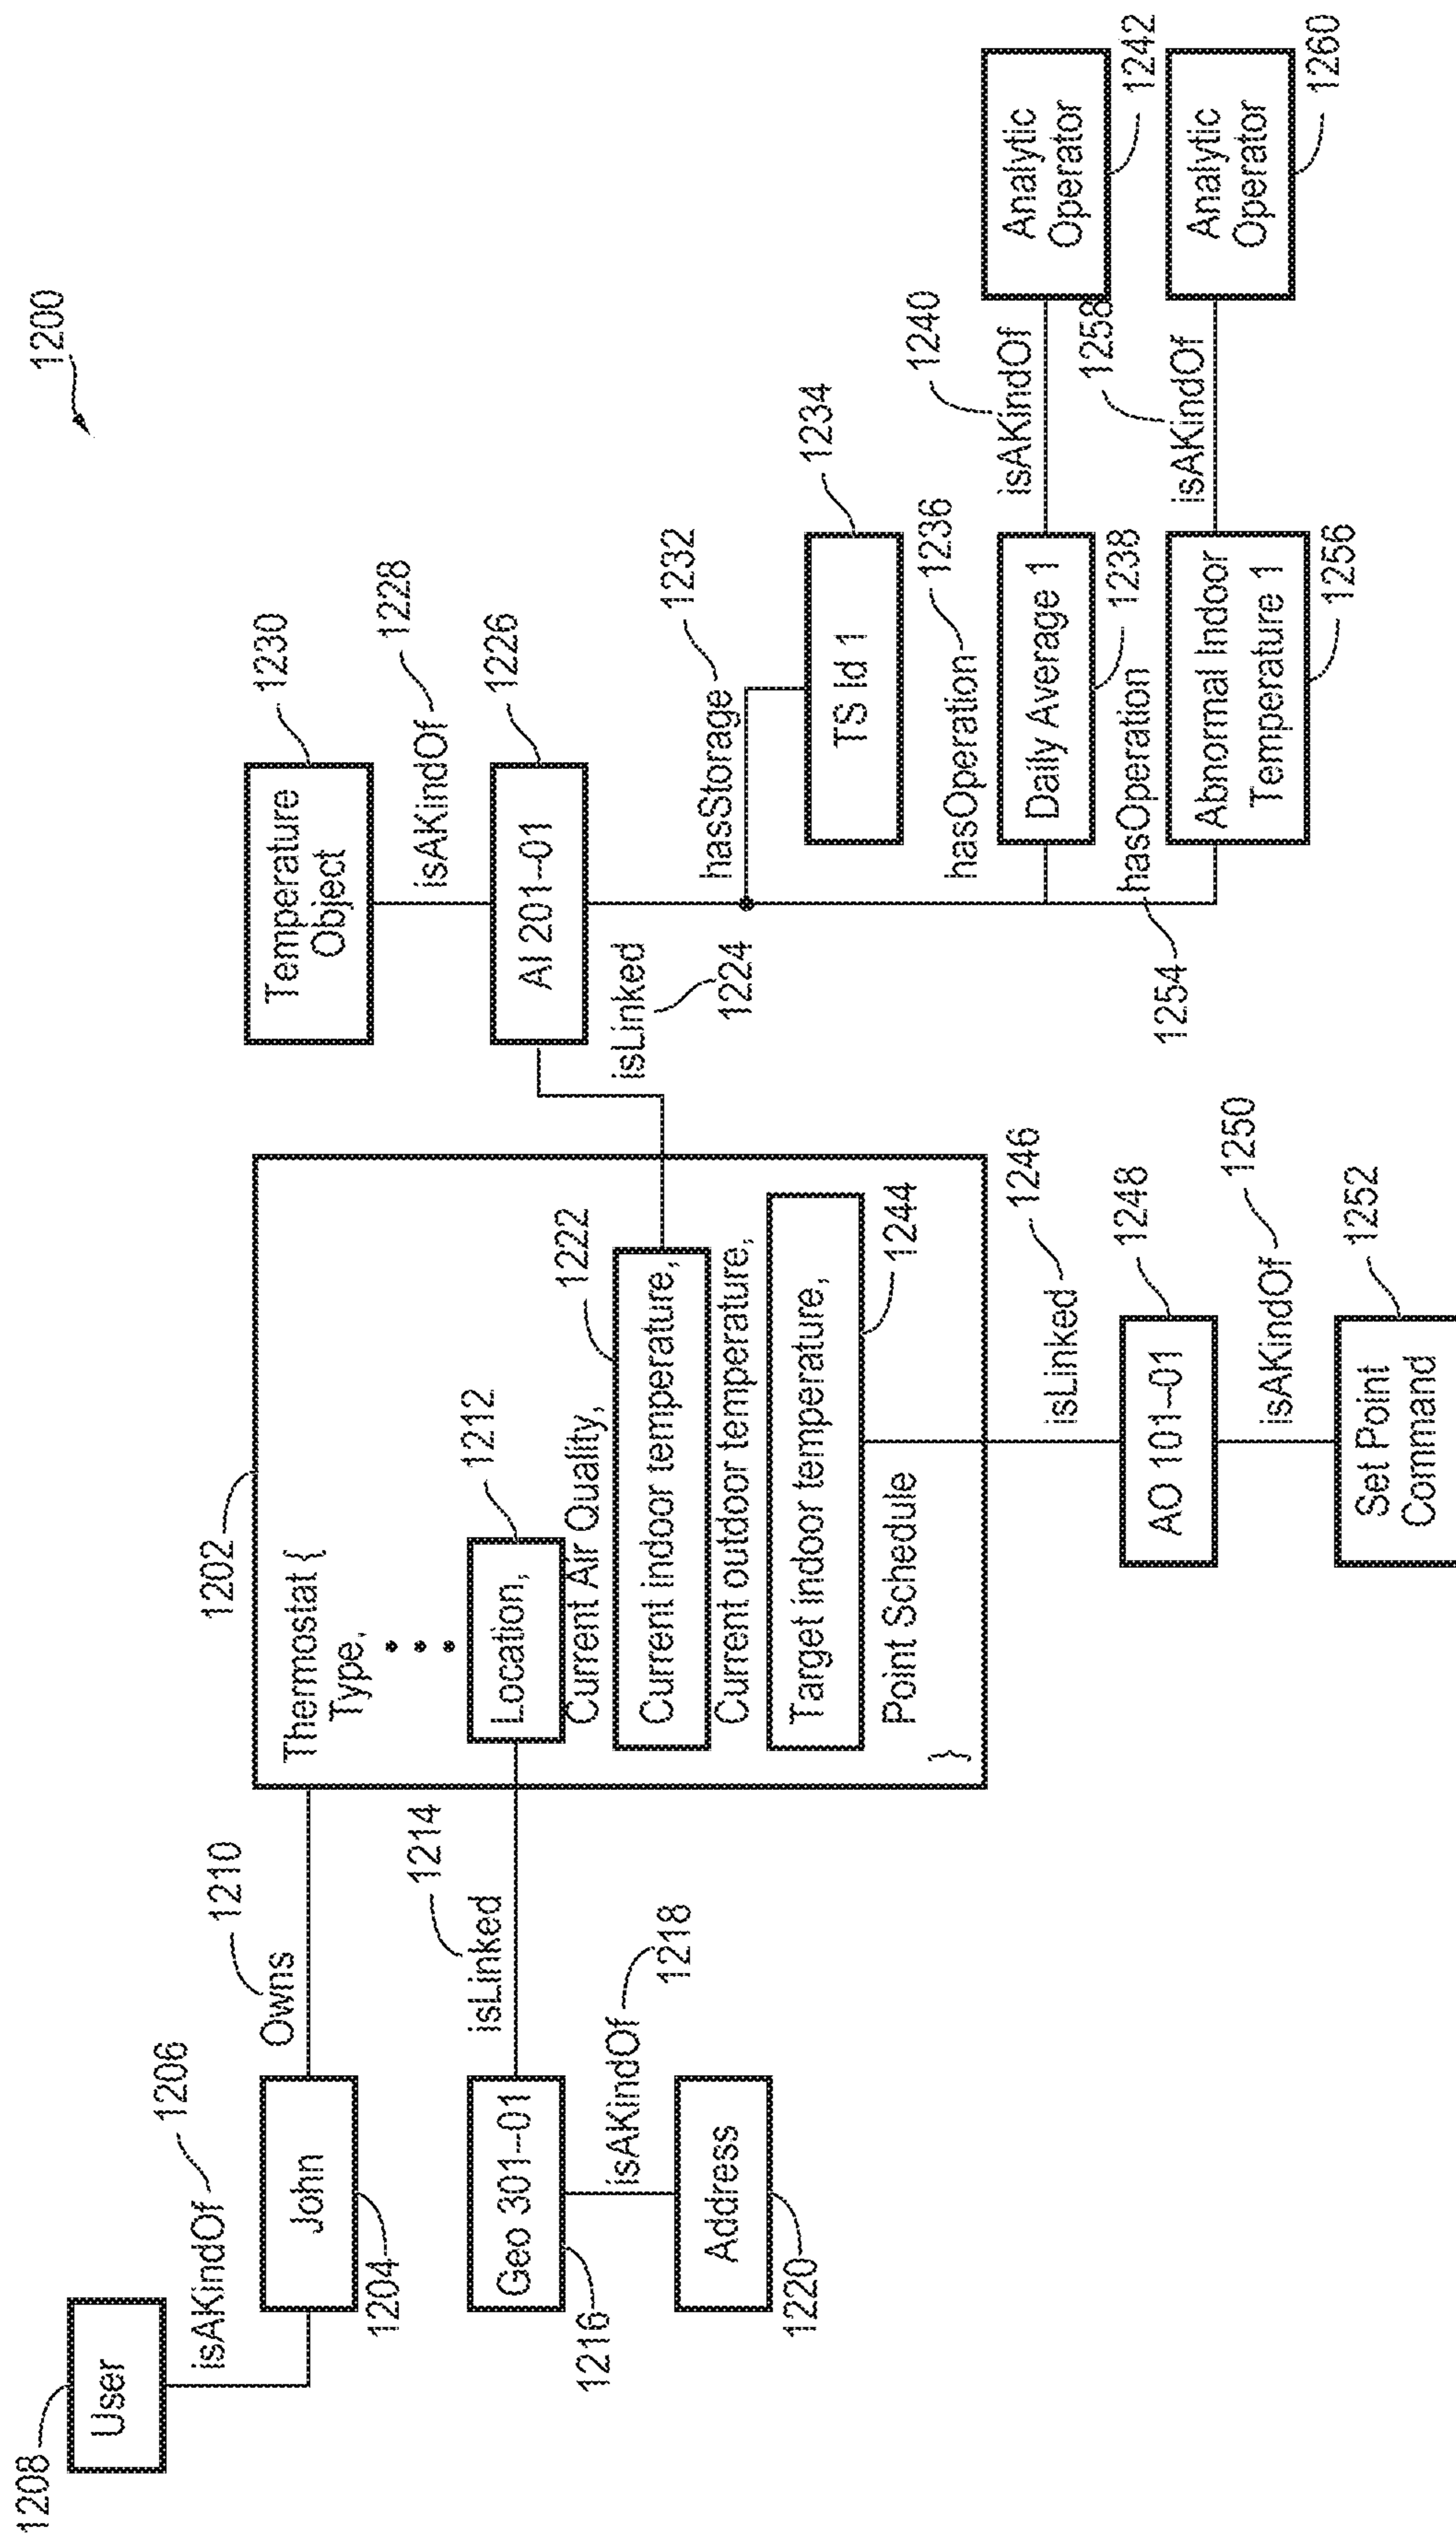 1200
1208
User
isAKindOf
1206
John
1204
Owns
1210
Geo 301-01
1216
isLinked
1214
isAKindOf
1218
Address
1220
1202
Thermostat {
Type,
Location,
1212
Current Air Quality,
Current indoor temperature,
1222
Current outdoor temperature,
Target indoor temperature,
1244
Point Schedule
}
isLinked
1246
AO 101-01
1248
isAKindOf
1250
Set Point
Command
1252
Temperature
Object
1230
isAKindOf
1228
AI 201-01
1226
isLinked
1224
hasStorage
1232
TS Id 1
1234
hasOperation
1236
Daily Average 1
1238
isAKindOf
1240
Analytic
Operator
1242
hasOperation
1254
Abnormal Indoor
Temperature 1
1256
isAKindOf
1258
Analytic
Operator
1260